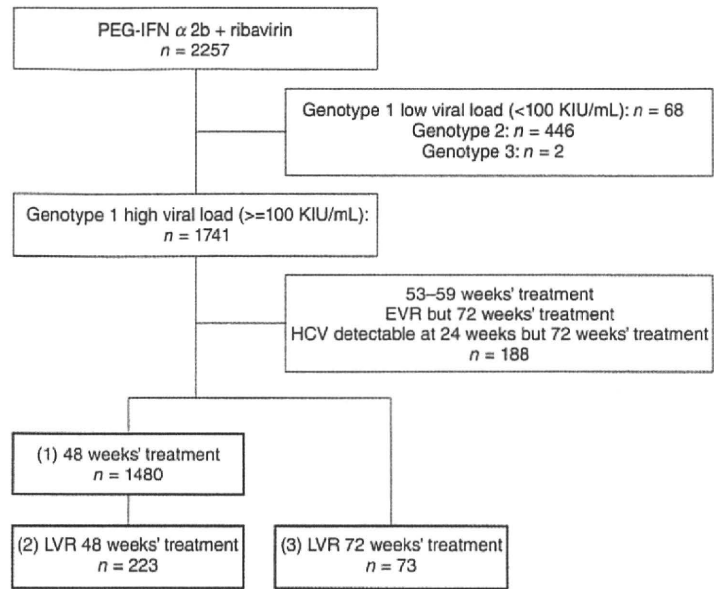 PEG-IFN α 2b + ribavirin
n = 2257
Genotype 1 low viral load (<100 KIU/mL): n = 68
Genotype 2: n = 446
Genotype 3: n = 2
Genotype 1 high viral load (>=100 KIU/mL):
n = 1741
53–59 weeks' treatment
EVR but 72 weeks' treatment
HCV detectable at 24 weeks but 72 weeks' treatment
n = 188
(1) 48 weeks' treatment
n = 1480
(2) LVR 48 weeks' treatment
n = 223
(3) LVR 72 weeks' treatment
n = 73